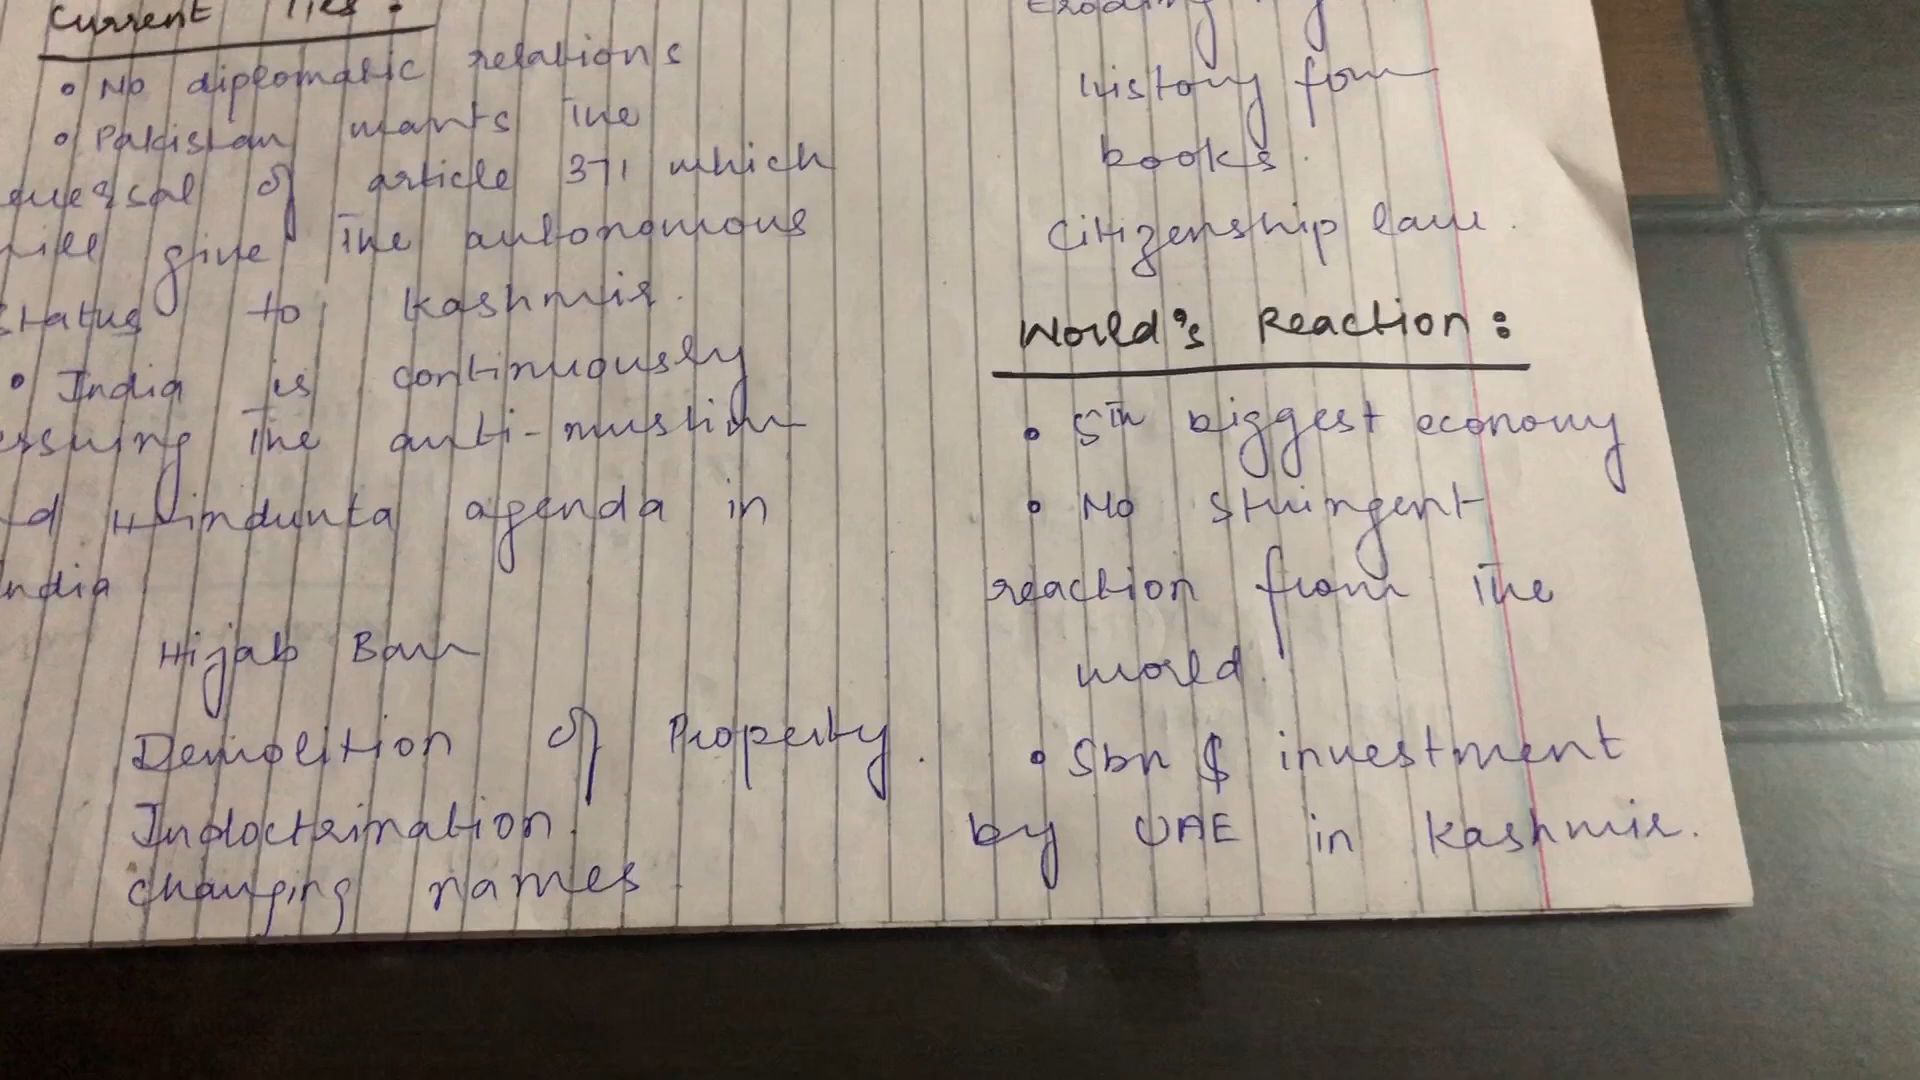 Current Ties :
• No diplomatic relations
• Pakistan wants the
of article 371 which
give the autonomous
status to Kashmir.
• India is continuously
the anti-muslim
Hindutva agenda in
Hijab Ban
Demolition of Property.
Indoctrination.
changing names
history from
books.
Citizenship law.
World's Reaction :
• 5th biggest economy
• No stringent
reaction from the
world.
• 5bn $ investment
by UAE in Kashmir.